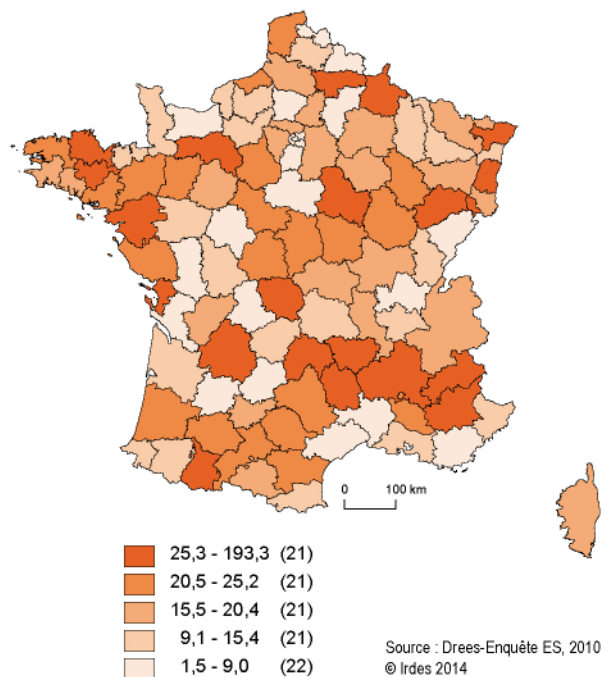 0 100 km
25,3 - 193,3 (21)
20,5 - 25,2 (21)
15,5 - 20,4 (21)
9,1 - 15,4 (21)
1,5 - 9,0 (22)
Source : Drees-Enquête ES, 2010
© Irdes 2014